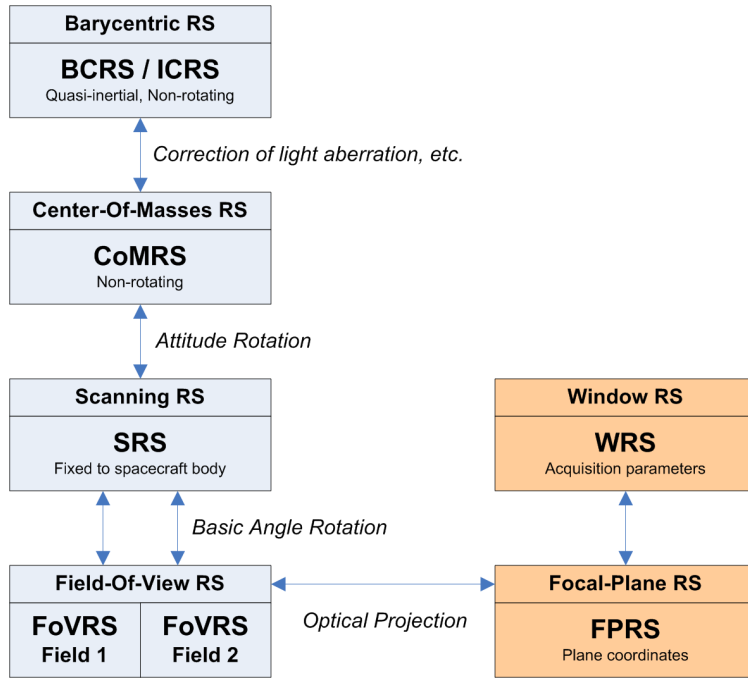 Barycentric RS
BCRS / ICRS
Quasi-inertial, Non-rotating
Correction of light aberration, etc.
Center-Of-Masses RS
CoMRS
Non-rotating
Attitude Rotation
Scanning RS
SRS
Fixed to spacecraft body
Window RS
WRS
Acquisition parameters
Basic Angle Rotation
Field-Of-View RS
FoVRS
Field 1
FoVRS
Field 2
Optical Projection
Focal-Plane RS
FPRS
Plane coordinates